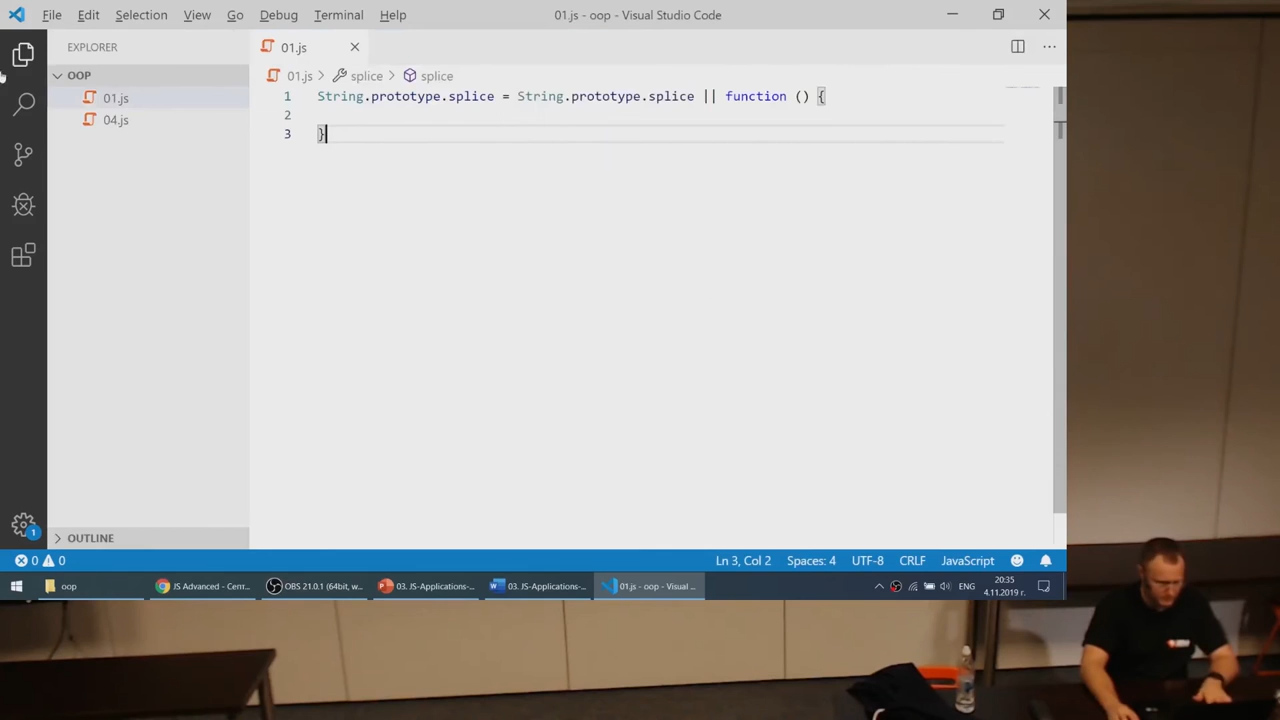 File Edit Selection View Go Debug Terminal Help 01.js - oop - Visual Studio Code
EXPLORER
01.js
OOP
01.js
04.js
01.js splice splice
1 String.prototype.splice = String.prototype.splice || function () {
2
3 }
OUTLINE
1
0 0 Ln 3, Col 2 Spaces: 4 UTF-8 CRLF JavaScript
oop JS Advanced - Сент... OBS 21.0.1 (64bit, w... 03. JS-Applications-... 03. JS-Applications-... 01.js - oop - Visual ... ENG 20:35
4.11.2019 г.